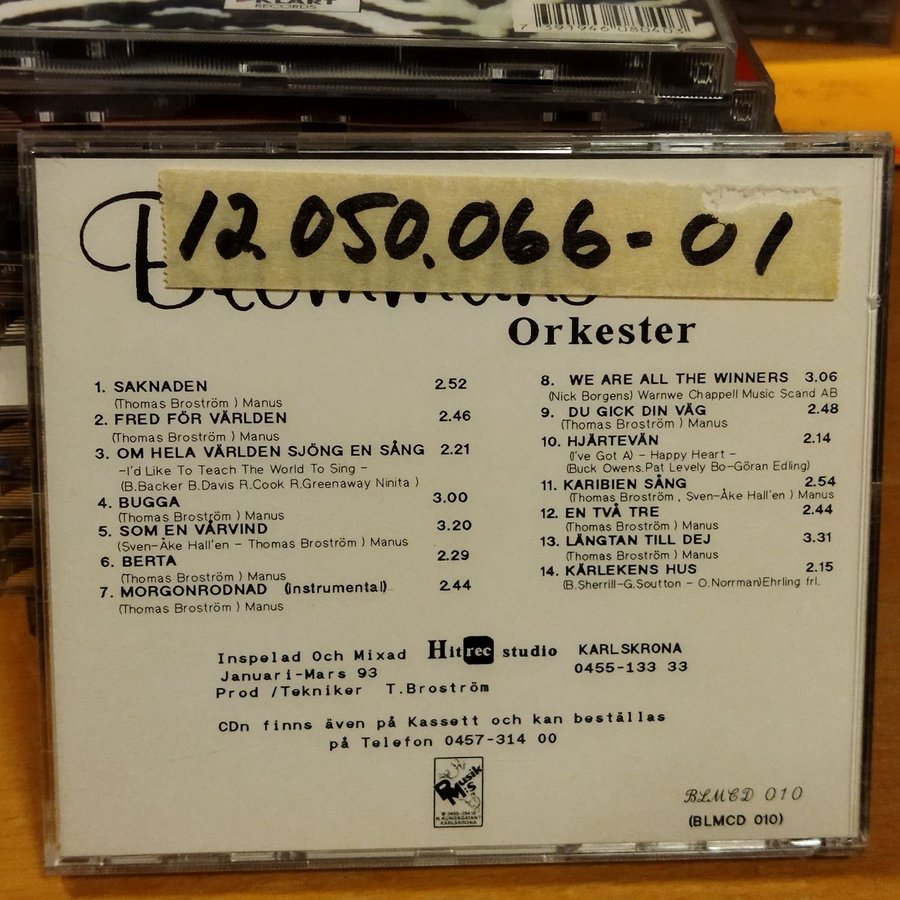 RECORDS
7 391946 080403
12.050.066-01
Orkester
1. SAKNADEN 2.52
(Thomas Broström ) Manus
2. FRED FÖR VÄRLDEN 2.46
(Thomas Broström ) Manus
3. OM HELA VÄRLDEN SJÖNG EN SÅNG 2.21
-I'd Like To Teach The World To Sing -
(B.Backer B.Davis R.Cook R.Greenaway Ninita )
4. BUGGA 3.00
(Thomas Broström ) Manus
5. SOM EN VÅRVIND 3.20
(Sven-Åke Hall'en - Thomas Broström ) Manus
6. BERTA 2.29
(Thomas Broström ) Manus
7. MORGONRODNAD (instrumental) 2.44
(Thomas Broström ) Manus
8. WE ARE ALL THE WINNERS 3.06
(Nick Borgens) Warnwe Chappell Music Scand AB
9. DU GICK DIN VÄG 2.48
(Thomas Broström ) Manus
10. HJÄRTEVÄN 2.14
(I've Got A) - Happy Heart -
(Buck Owens.Pat Levely Bo-Göran Edling)
11. KARIBIEN SÅNG 2.54
(Thomas Broström , Sven-Åke Hall'en ) Manus
12. EN TVÅ TRE 2.44
(Thomas Broström ) Manus
13. LÄNGTAN TILL DEJ 3.31
(Thomas Broström ) Manus
14. KÄRLEKENS HUS 2.15
(B.Sherrill-G.Soutton - O.Norrman)Ehrling frl.
Inspelad Och Mixad Hitrec studio KARLSKRONA
Januari-Mars 93 0455-133 33
Prod /Tekniker T.Broström
CDn finns även på Kassett och kan beställas
på Telefon 0457-314 00
Musik
KARLSKRONA
BLMCD 010
(BLMCD 010)